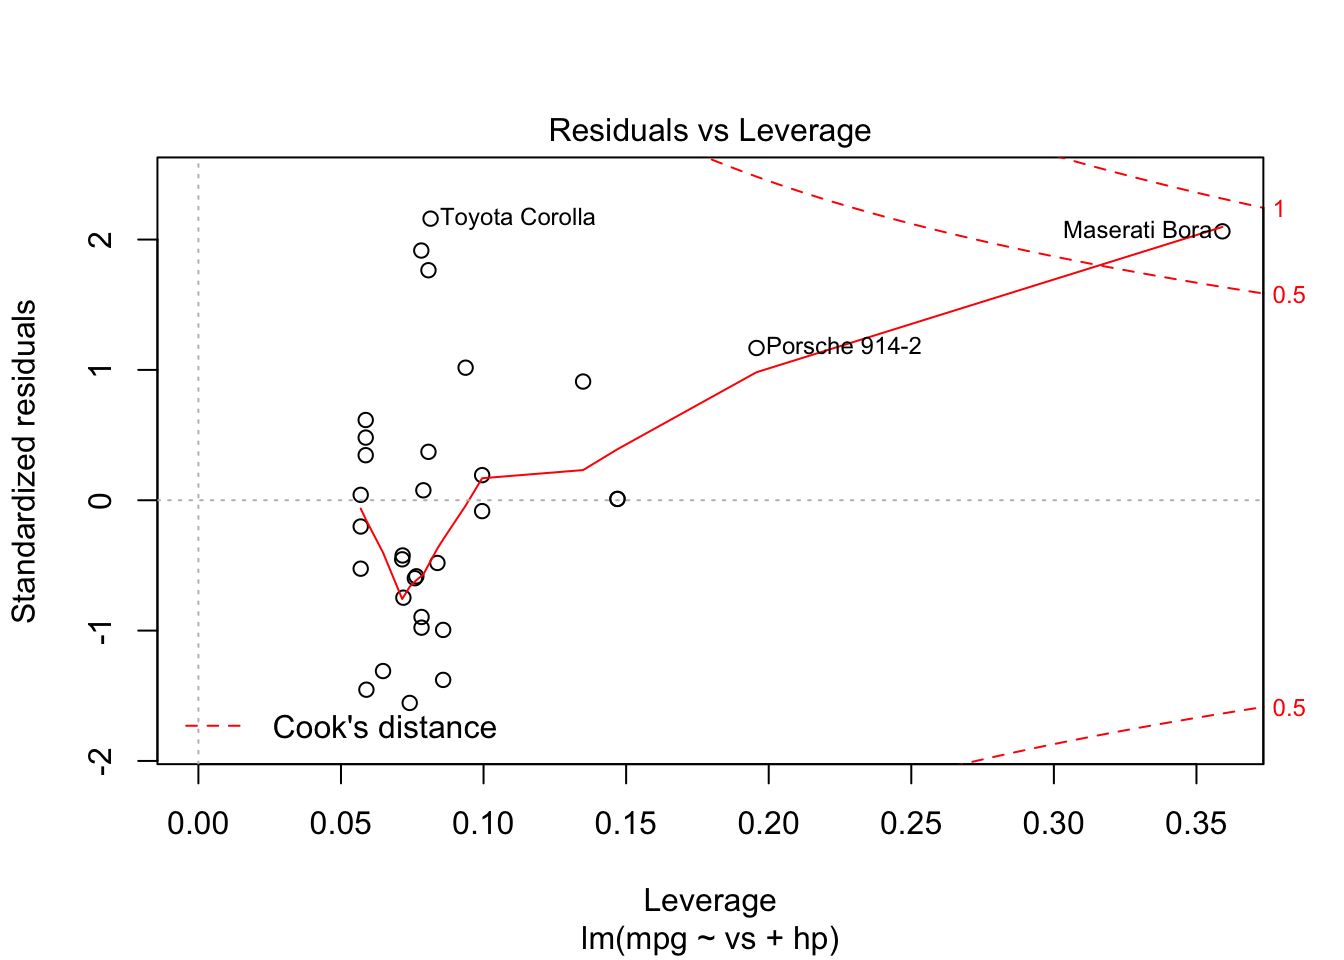 Residuals vs Leverage
Toyota Corolla
Maserati Bora
Porsche 914-2
1
0.5
0.5
2
1
0
-1
-2
Standardized residuals
Cook's distance
0.00 0.05 0.10 0.15 0.20 0.25 0.30 0.35
Leverage
lm(mpg ~ vs + hp)